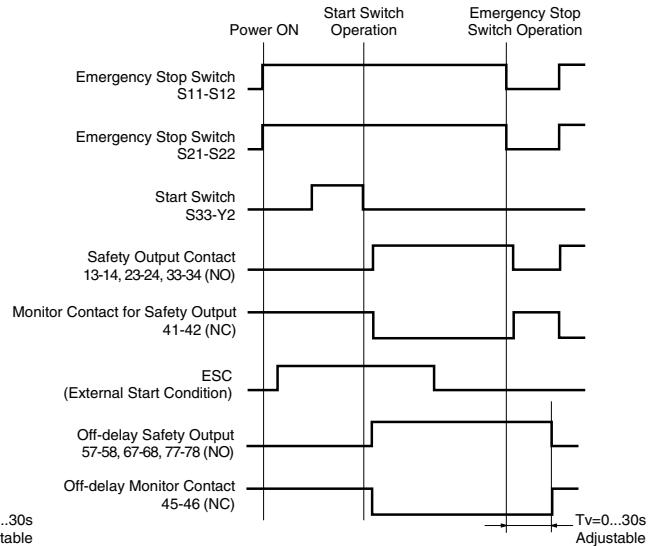 Power ON
Start Switch
Operation
Emergency Stop
Switch Operation
Emergency Stop Switch
S11-S12
Emergency Stop Switch
S21-S22
Start Switch
S33-Y2
Safety Output Contact
13-14, 23-24, 33-34 (NO)
Monitor Contact for Safety Output
41-42 (NC)
ESC
(External Start Condition)
Off-delay Safety Output
57-58, 67-68, 77-78 (NO)
Off-delay Monitor Contact
45-46 (NC)
...30s
table
Tv=0...30s
Adjustable